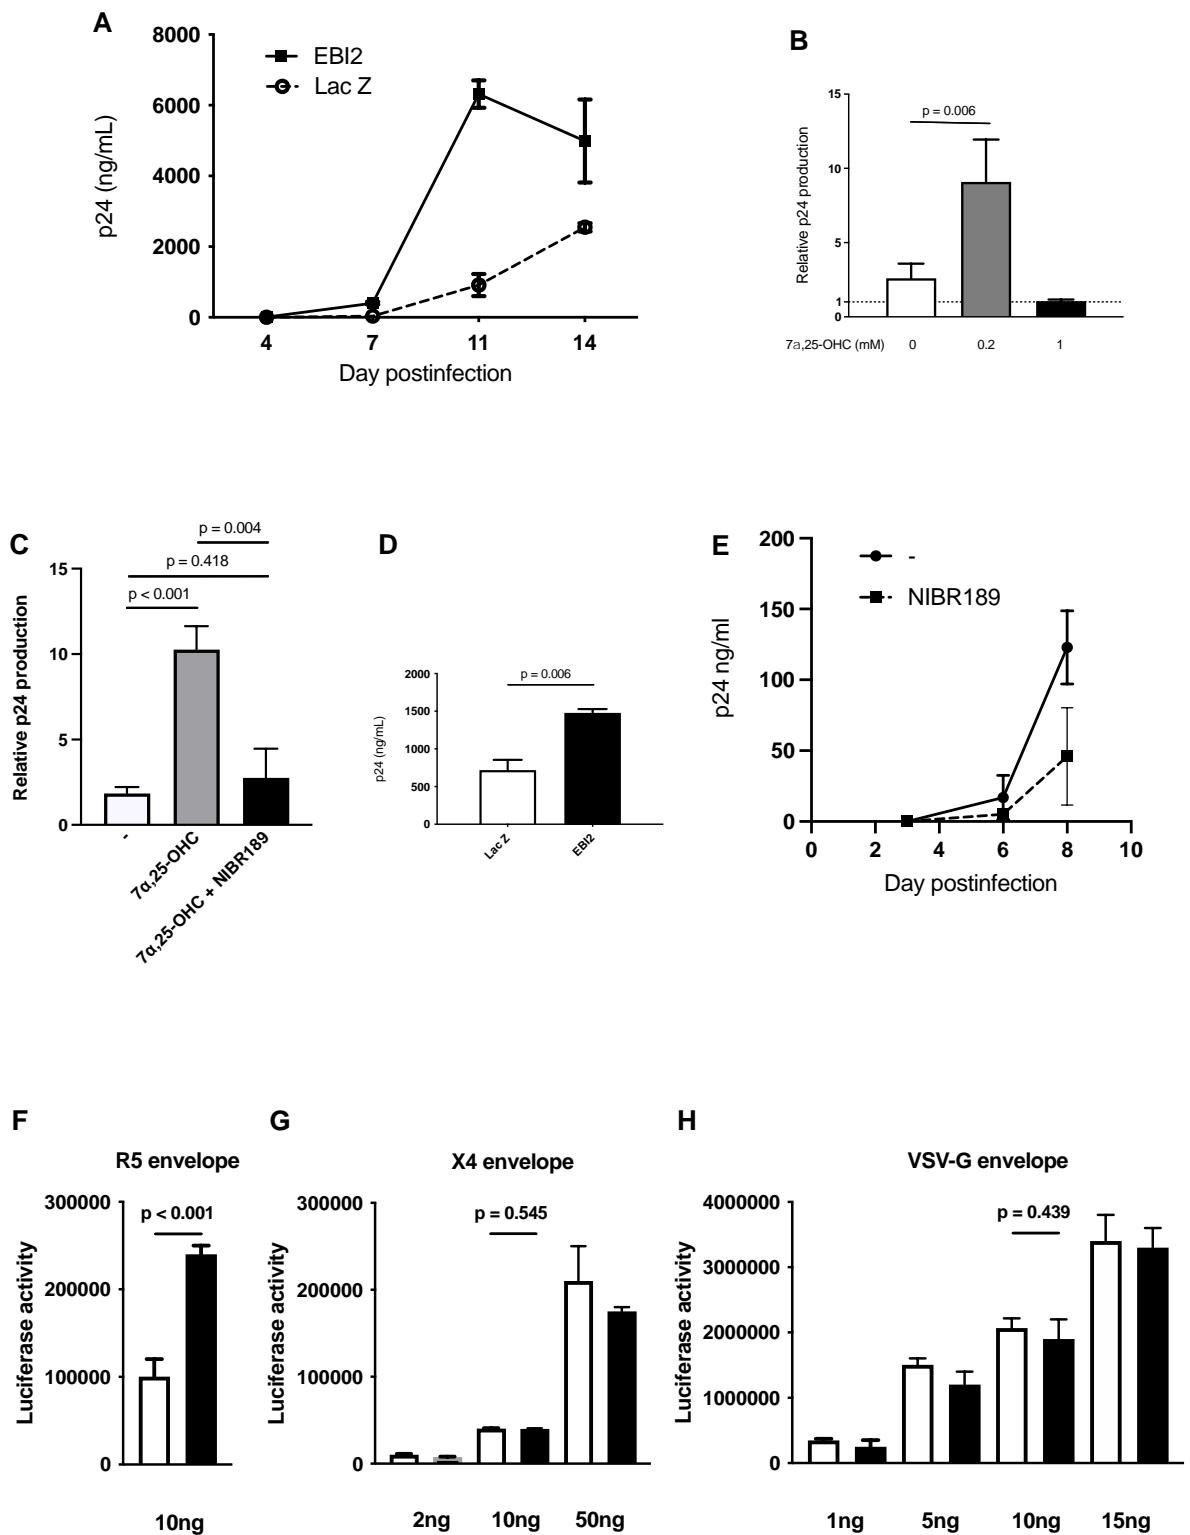 A
8000
6000
4000
2000
0
p24 (ng/mL)
EBI2
Lac Z
4 7 11 14
Day postinfection
B
15
10
5
1
0
Relative p24 production
p = 0.006
7a,25-OHC (mM) 0 0.2 1
C
p = 0.004
p = 0.418
p < 0.001
15
10
5
0
Relative p24 production
-
7α,25-OHC
7α,25-OHC + NIBR189
D
2000
1500
1000
500
0
p24 (ng/mL)
p = 0.006
Lac Z
EBI2
E
200
150
100
50
0
p24 ng/ml
-
NIBR189
0 2 4 6 8 10
Day postinfection
F
R5 envelope
300000
200000
100000
0
Luciferase activity
p < 0.001
10ng
G
X4 envelope
300000
200000
100000
0
Luciferase activity
p = 0.545
2ng 10ng 50ng
H
VSV-G envelope
4000000
3000000
2000000
1000000
0
Luciferase activity
p = 0.439
1ng 5ng 10ng 15ng